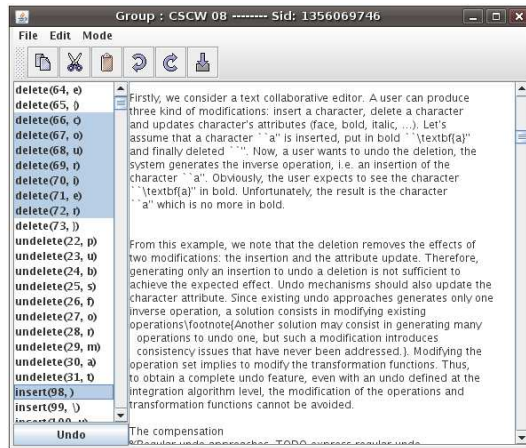 Group : CSCW 08 -------- Sid: 1356069746
File Edit Mode
delete(64, e)
delete(65, |)
delete(66, c)
delete(67, o)
delete(68, u)
delete(69, r)
delete(70, i)
delete(71, e)
delete(72, r)
delete(73, })
undelete(22, p)
undelete(23, u)
undelete(24, b)
undelete(25, s)
undelete(26, f)
undelete(27, o)
undelete(28, r)
undelete(29, m)
undelete(30, a)
undelete(31, t)
insert(98, )
insert(99, \)
insert(100, u)
Undo
Firstly, we consider a text collaborative editor. A user can produce
three kind of modifications: insert a character, delete a character
and updates character's attributes (face, bold, italic, ...). Let's
assume that a character ``a'' is inserted, put in bold ``\textbf{a}''
and finally deleted ``''. Now, a user wants to undo the deletion, the
system generates the inverse operation, i.e. an insertion of the
character ``a''. Obviously, the user expects to see the character
``\textbf{a}'' in bold. Unfortunately, the result is the character
``a'' which is no more in bold.
From this example, we note that the deletion removes the effects of
two modifications: the insertion and the attribute update. Therefore,
generating only an insertion to undo a deletion is not sufficient to
achieve the expected effect. Undo mechanisms should also update the
character attribute. Since existing undo approaches generates only one
inverse operation, a solution consists in modifying existing
operations\footnote{Another solution may consist in generating many
operations to undo one, but such a modification introduces
consistency issues that have never been addressed.}. Modifying the
operation set implies to modify the transformation functions. Thus,
to obtain a complete undo feature, even with an undo defined at the
integration algorithm level, the modification of the operations and
transformation functions cannot be avoided.
The compensation
%Regular undo approaches, TODO express regular undo